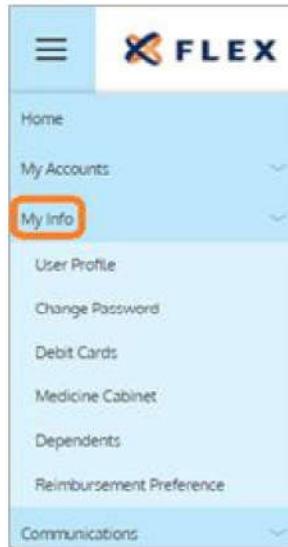 FLEX
Home
My Accounts
My Info
User Profile
Change Password
Debit Cards
Medicine Cabinet
Dependents
Reimbursement Preference
Communications